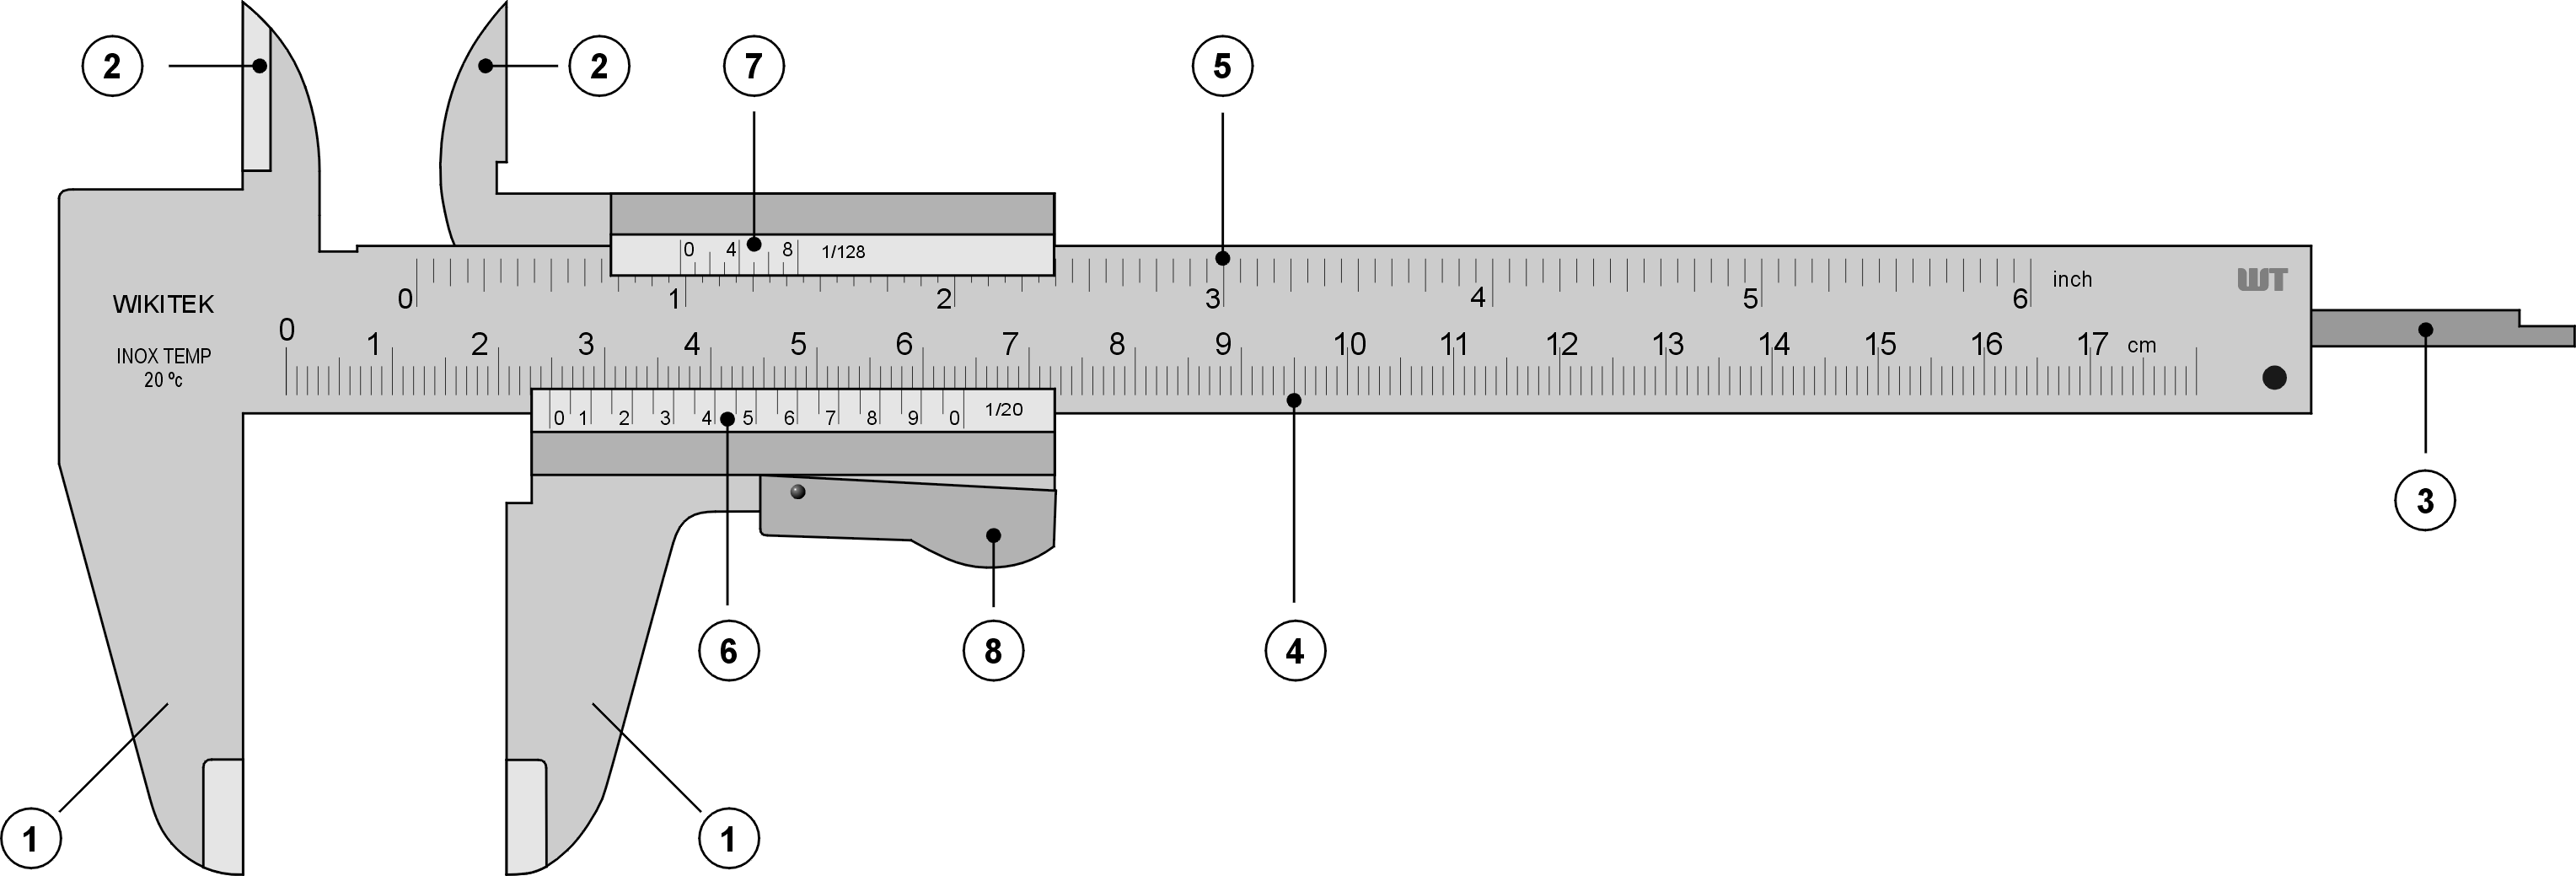 2 2 7 5
0 4 8 1/128
0 1 2 3 4 5 6 inch WT
WIKITEK
0 1 2 3 4 5 6 7 8 9 10 11 12 13 14 15 16 17 cm
INOX TEMP
20 ºc
0 1 2 3 4 5 6 7 8 9 0 1/20
3
6 8 4
1 1